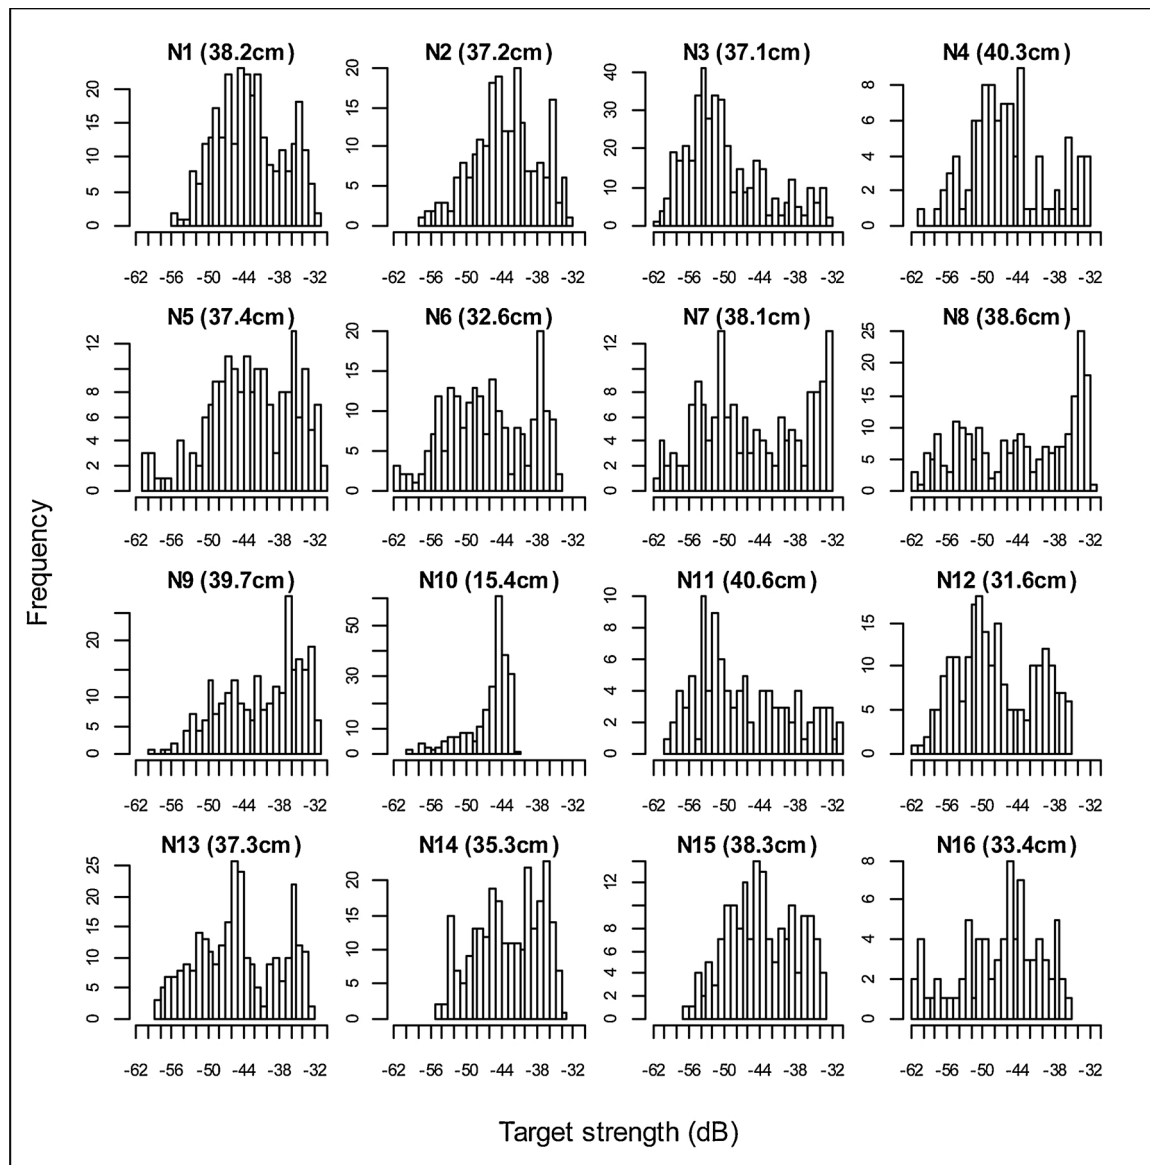 N1 (38.2cm)
0 5 10 15 20
-62 -56 -50 -44 -38 -32
N2 (37.2cm)
0 5 10 15 20
-62 -56 -50 -44 -38 -32
N3 (37.1cm)
0 10 20 30 40
-62 -56 -50 -44 -38 -32
N4 (40.3cm)
0 2 4 6 8
-62 -56 -50 -44 -38 -32
N5 (37.4cm)
0 2 4 6 8 12
-62 -56 -50 -44 -38 -32
N6 (32.6cm)
0 5 10 15 20
-62 -56 -50 -44 -38 -32
N7 (38.1cm)
0 2 4 6 8 12
-62 -56 -50 -44 -38 -32
N8 (38.6cm)
0 5 10 15 20 25
-62 -56 -50 -44 -38 -32
Frequency
N9 (39.7cm)
0 5 10 20
-62 -56 -50 -44 -38 -32
N10 (15.4cm)
0 10 30 50
-62 -56 -50 -44 -38 -32
N11 (40.6cm)
0 2 4 6 8 10
-62 -56 -50 -44 -38 -32
N12 (31.6cm)
0 5 10 15
-62 -56 -50 -44 -38 -32
N13 (37.3cm)
0 5 10 15 20 25
-62 -56 -50 -44 -38 -32
N14 (35.3cm)
0 5 10 15 20
-62 -56 -50 -44 -38 -32
N15 (38.3cm)
0 2 4 6 8 12
-62 -56 -50 -44 -38 -32
N16 (33.4cm)
0 2 4 6 8
-62 -56 -50 -44 -38 -32
Target strength (dB)